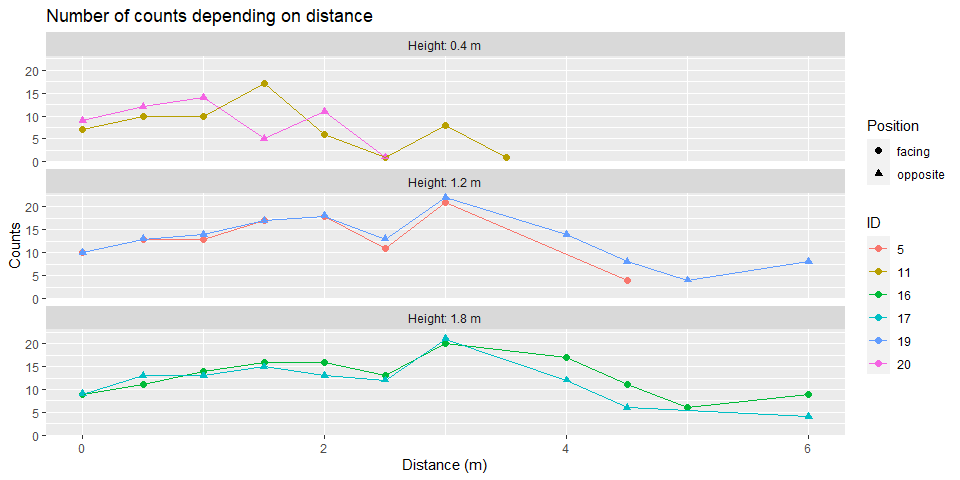 Number of counts depending on distance
Height: 0.4 m
20
15
10
5
0
Height: 1.2 m
20
15
10
5
0
Height: 1.8 m
20
15
10
5
0
0 2 4 6
Distance (m)
Counts
Position
facing
opposite
ID
5
11
16
17
19
20